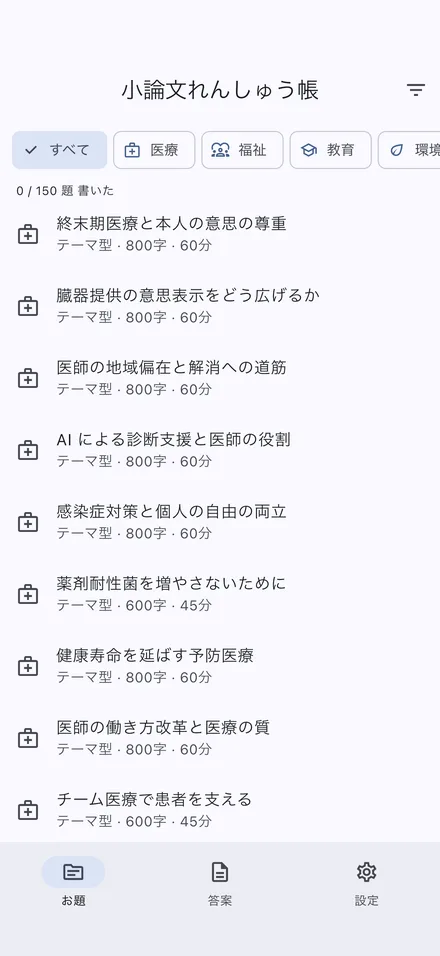 小論文れんしゅう帳
すべて 医療 福祉 教育 環境
0 / 150 題 書いた
終末期医療と本人の意思の尊重
テーマ型 · 800字 · 60分
臓器提供の意思表示をどう広げるか
テーマ型 · 800字 · 60分
医師の地域偏在と解消への道筋
テーマ型 · 800字 · 60分
AI による診断支援と医師の役割
テーマ型 · 800字 · 60分
感染症対策と個人の自由の両立
テーマ型 · 800字 · 60分
薬剤耐性菌を増やさないために
テーマ型 · 600字 · 45分
健康寿命を延ばす予防医療
テーマ型 · 800字 · 60分
医師の働き方改革と医療の質
テーマ型 · 800字 · 60分
チーム医療で患者を支える
テーマ型 · 600字 · 45分
お題 答案 設定